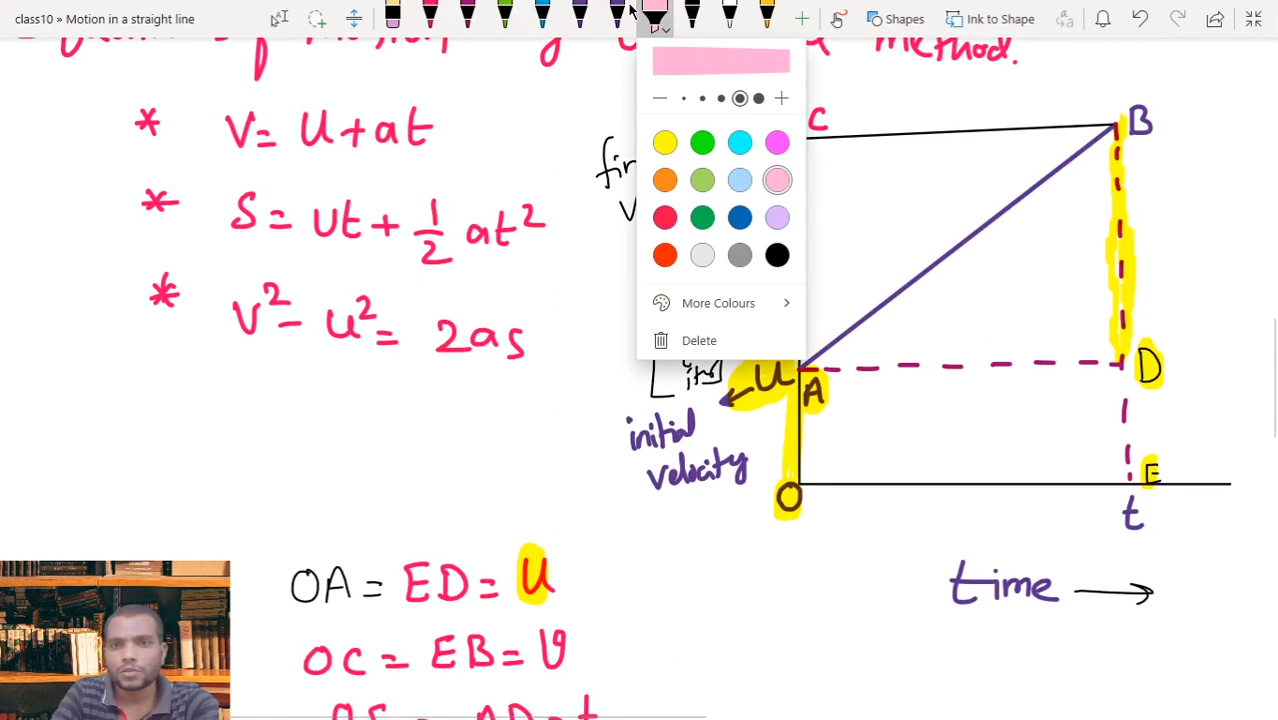 class10 » Motion in a straight line
Shapes
Ink to Shape
method.
* V = U + at
* S = Ut + 1/2 at²
* V² - U² = 2as
More Colours
Delete
C
B
U
A
D
initial
velocity
O
E
t
time →
OA = ED = U
OC = EB = V